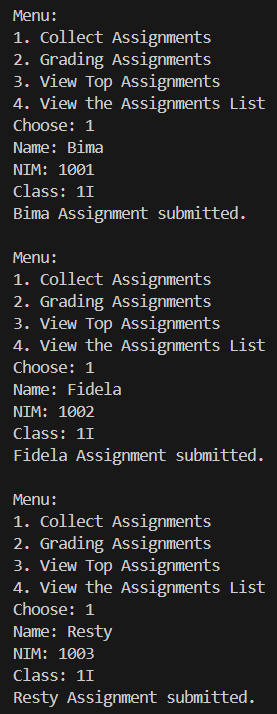 Menu:
1. Collect Assignments
2. Grading Assignments
3. View Top Assignments
4. View the Assignments List
Choose: 1
Name: Bima
NIM: 1001
Class: 1I
Bima Assignment submitted.

Menu:
1. Collect Assignments
2. Grading Assignments
3. View Top Assignments
4. View the Assignments List
Choose: 1
Name: Fidela
NIM: 1002
Class: 1I
Fidela Assignment submitted.

Menu:
1. Collect Assignments
2. Grading Assignments
3. View Top Assignments
4. View the Assignments List
Choose: 1
Name: Resty
NIM: 1003
Class: 1I
Resty Assignment submitted.